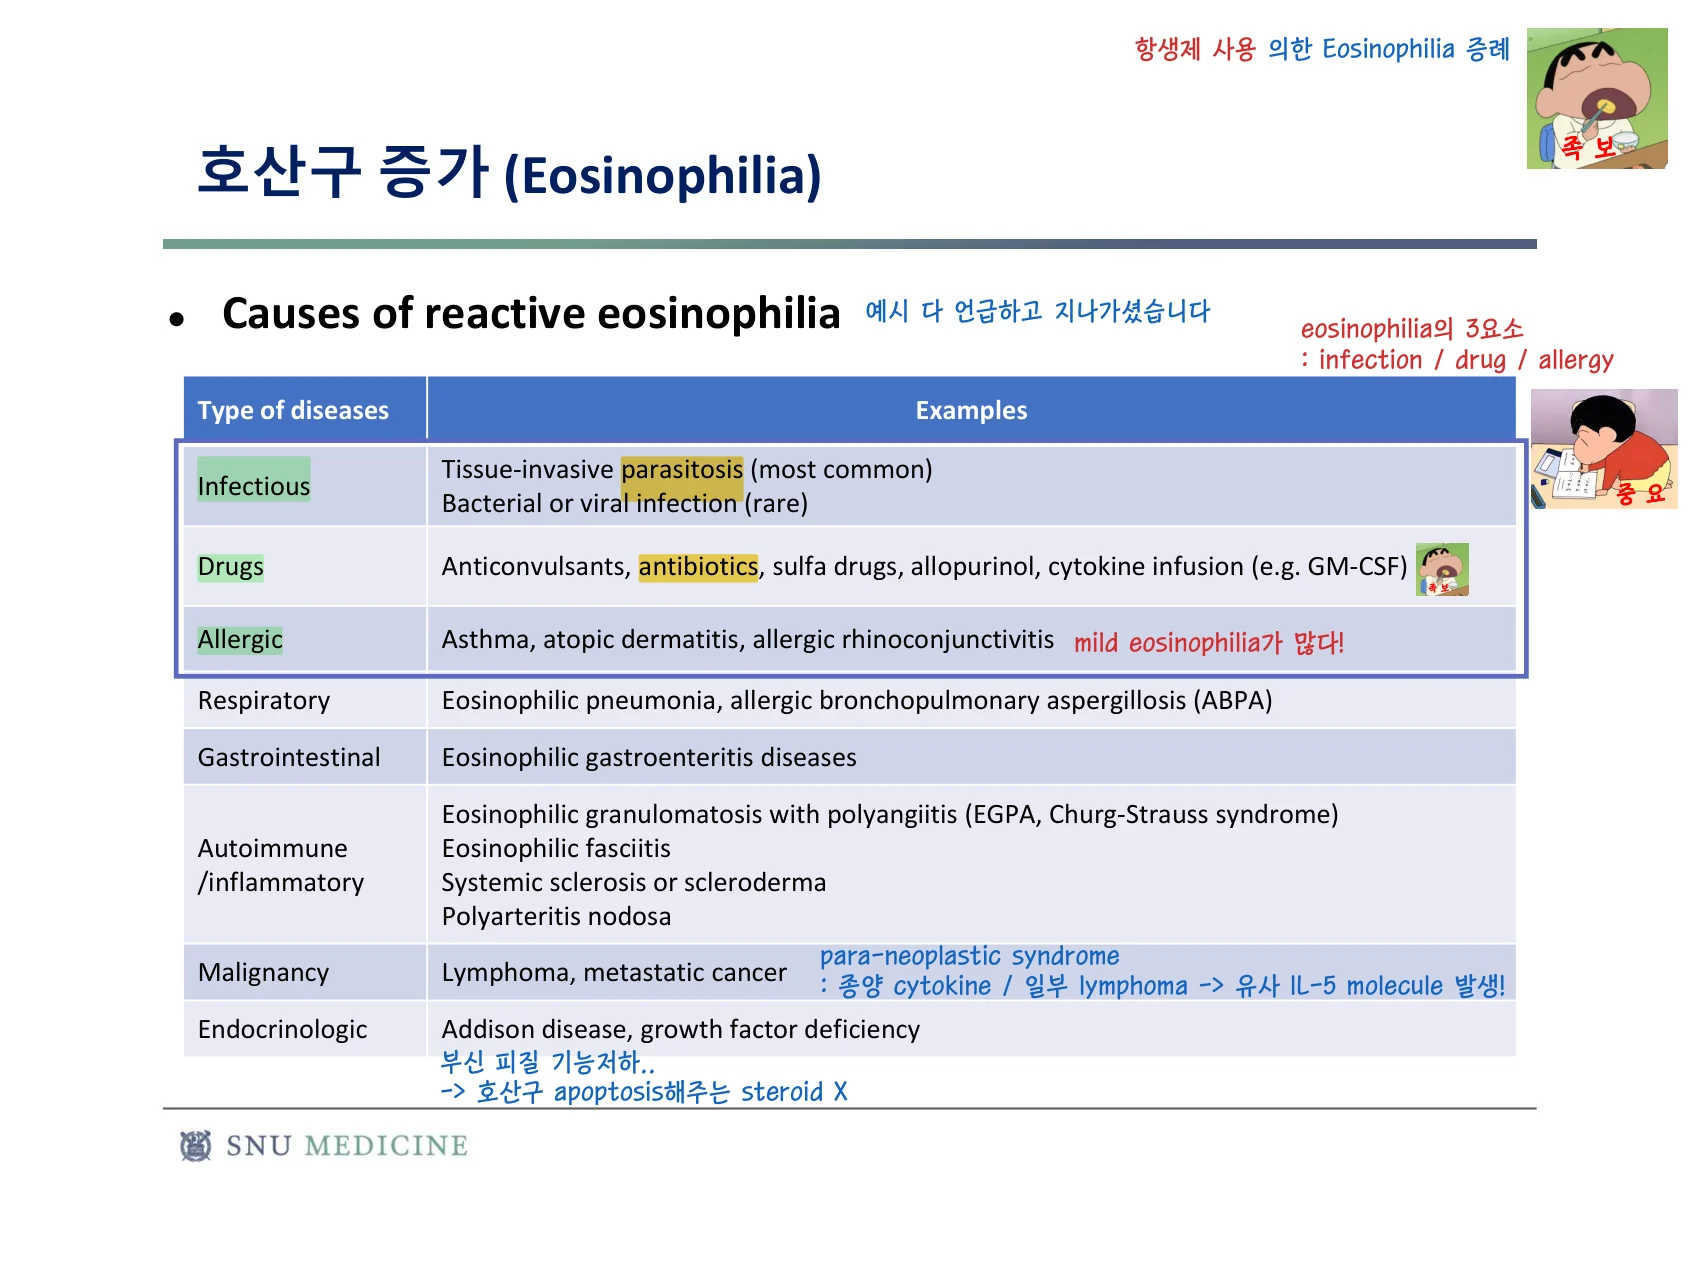 항생제 사용 의한 Eosinophilia 증례
족 보
호산구 증가 (Eosinophilia)
● Causes of reactive eosinophilia 예시 다 언급하고 지나가셨습니다
eosinophilia의 3요소
: infection / drug / allergy
중 요
Type of diseases Examples
Infectious
Tissue-invasive parasitosis (most common)
Bacterial or viral infection (rare)
Drugs
Anticonvulsants, antibiotics, sulfa drugs, allopurinol, cytokine infusion (e.g. GM-CSF)
족 보
Allergic
Asthma, atopic dermatitis, allergic rhinoconjunctivitis mild eosinophilia가 많다!
Respiratory
Eosinophilic pneumonia, allergic bronchopulmonary aspergillosis (ABPA)
Gastrointestinal
Eosinophilic gastroenteritis diseases
Autoimmune
/inflammatory
Eosinophilic granulomatosis with polyangiitis (EGPA, Churg-Strauss syndrome)
Eosinophilic fasciitis
Systemic sclerosis or scleroderma
Polyarteritis nodosa
Malignancy
Lymphoma, metastatic cancer
para-neoplastic syndrome
: 종양 cytokine / 일부 lymphoma -> 유사 IL-5 molecule 발생!
Endocrinologic
Addison disease, growth factor deficiency
부신 피질 기능저하..
-> 호산구 apoptosis해주는 steroid X
SNU MEDICINE